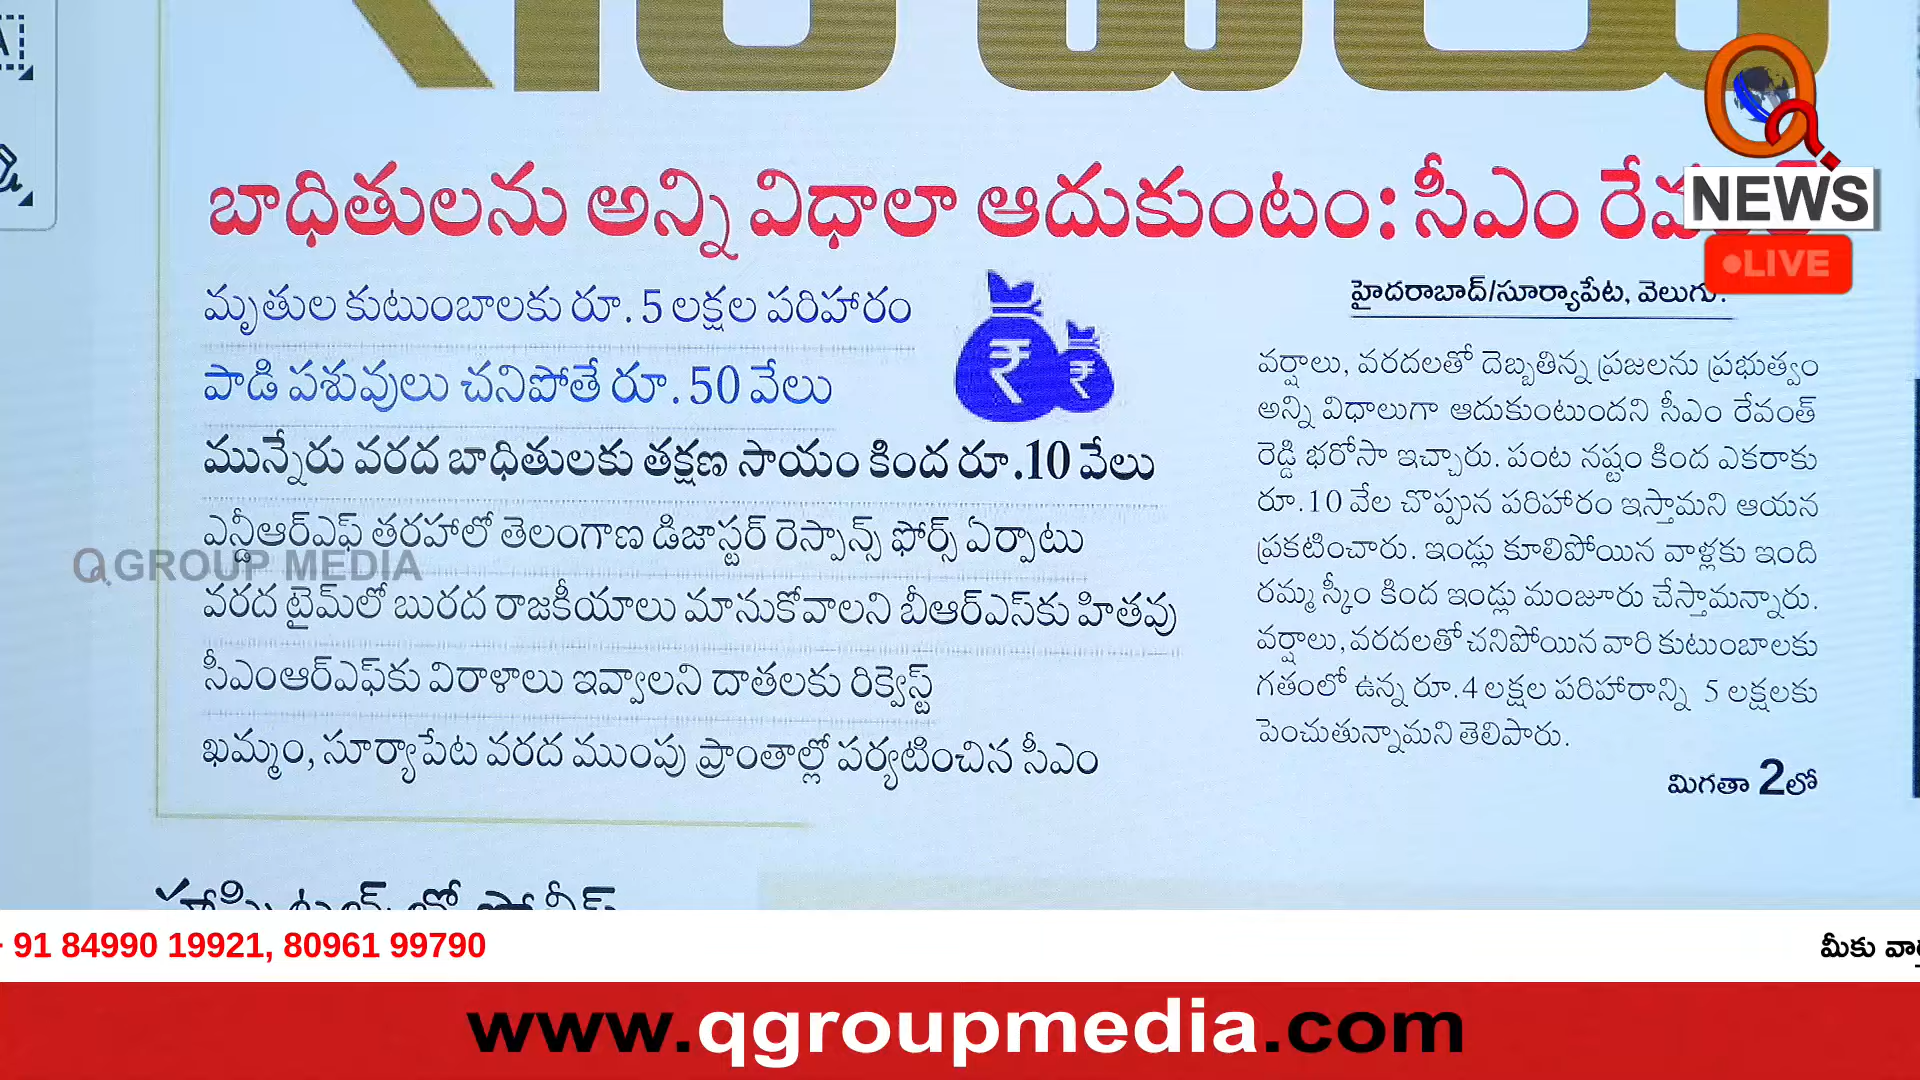 బాధితులను అన్ని విధాలా ఆదుకుంటం: సీఎం
NEWS
LIVE
మృతుల కుటుంబాలకు రూ. 5 లక్షల పరిహారం
పాడి పశువులు చనిపోతే రూ. 50 వేలు
మున్నేరు వరద బాధితులకు తక్షణ సాయం కింద రూ.10 వేలు
ఎన్డీఆర్ఎఫ్ తరహాలో తెలంగాణ డిజాస్టర్ రెస్పాన్స్ ఫోర్స్ ఏర్పాటు
వరద టైమ్‌లో బురద రాజకీయాలు మానుకోవాలని బీఆర్ఎస్‌కు హితవు
సీఎంఆర్ఎఫ్‌కు విరాళాలు ఇవ్వాలని దాతలకు రిక్వెస్ట్
ఖమ్మం, సూర్యాపేట వరద ముంపు ప్రాంతాల్లో పర్యటించిన సీఎం
హైదరాబాద్/సూర్యాపేట, వెలుగు:
వర్షాలు, వరదలతో దెబ్బతిన్న ప్రజలను ప్రభుత్వం
అన్ని విధాలుగా ఆదుకుంటుందని సీఎం రేవంత్
రెడ్డి భరోసా ఇచ్చారు. పంట నష్టం కింద ఎకరాకు
రూ.10 వేల చొప్పున పరిహారం ఇస్తామని ఆయన
ప్రకటించారు. ఇండ్లు కూలిపోయిన వాళ్లకు ఇంది
రమ్మ స్కీం కింద ఇండ్లు మంజూరు చేస్తామన్నారు.
వర్షాలు, వరదలతో చనిపోయిన వారి కుటుంబాలకు
గతంలో ఉన్న రూ.4 లక్షల పరిహారాన్ని 5 లక్షలకు
పెంచుతున్నామని తెలిపారు.
మిగతా 2లో
Q GROUP MEDIA
91 84990 19921, 80961 99790
మీకు
www.qgroupmedia.com